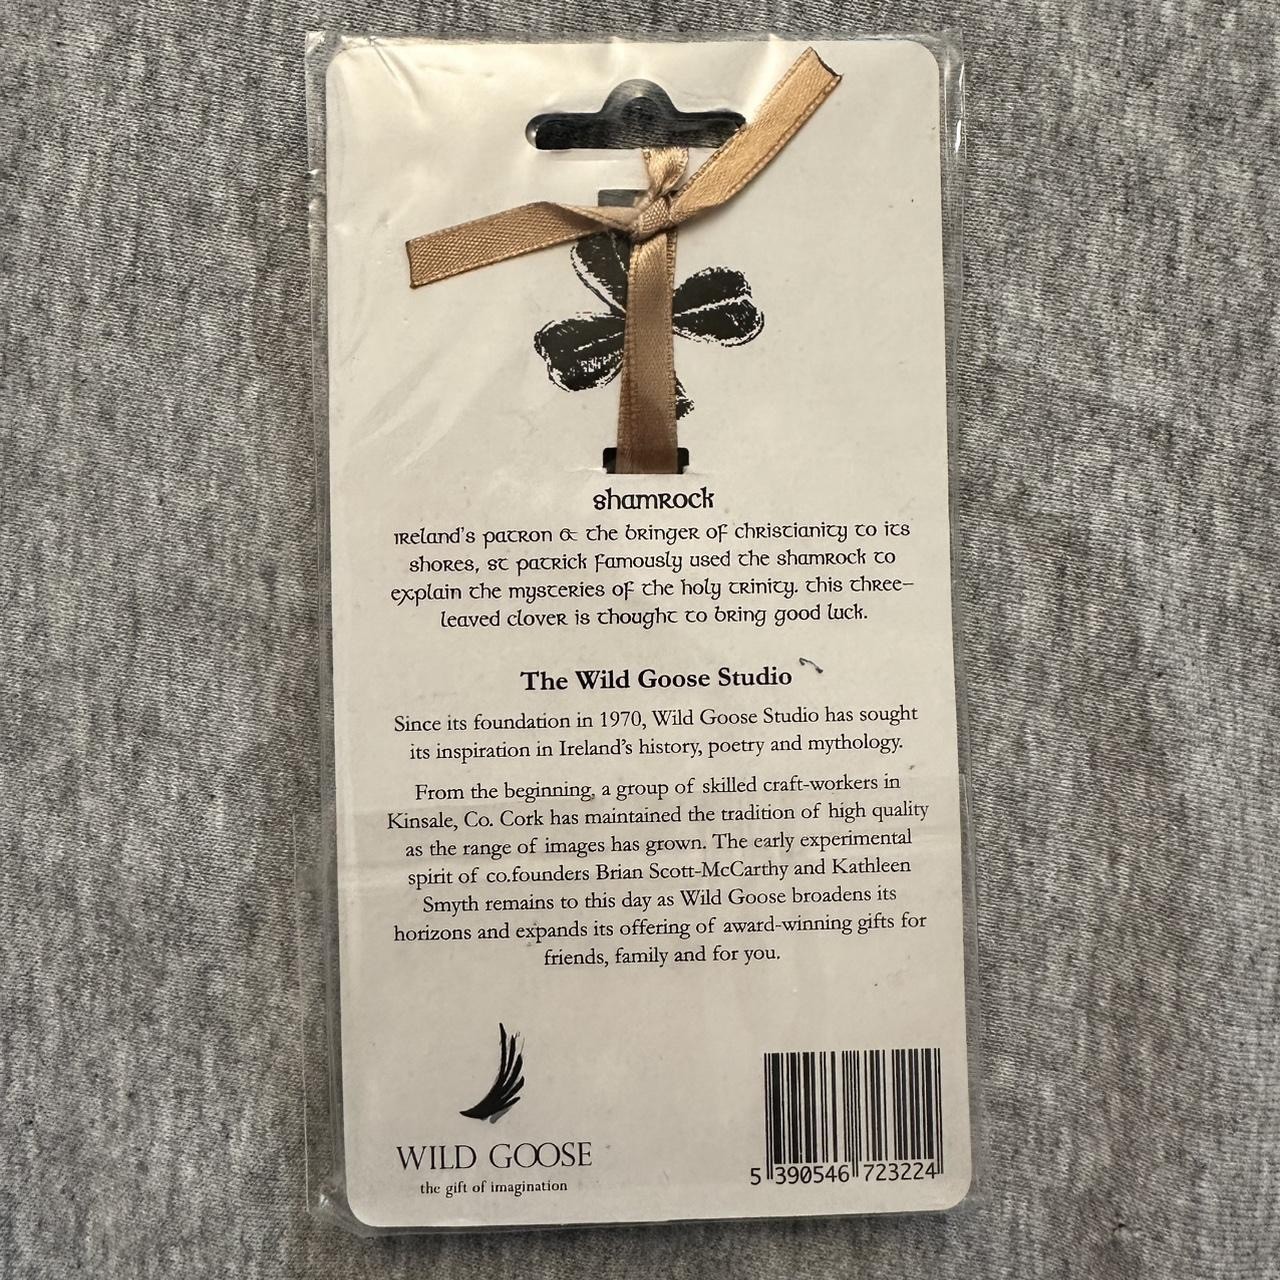 shamrock
Ireland's patron & the bringer of christianity to its
shores, st patrick famously used the shamrock to
explain the mysteries of the holy trinity. this three-
leaved clover is thought to bring good luck.
The Wild Goose Studio
Since its foundation in 1970, Wild Goose Studio has sought
its inspiration in Ireland's history, poetry and mythology.
From the beginning, a group of skilled craft-workers in
Kinsale, Co. Cork has maintained the tradition of high quality
as the range of images has grown. The early experimental
spirit of co.founders Brian Scott-McCarthy and Kathleen
Smyth remains to this day as Wild Goose broadens its
horizons and expands its offering of award-winning gifts for
friends, family and for you.
WILD GOOSE
the gift of imagination
5 390546 723224